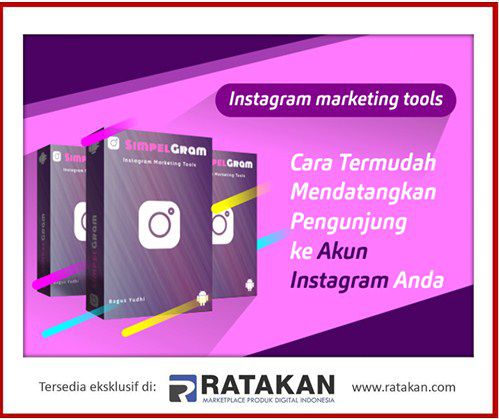 Instagram marketing tools
SIMPELGRAM
Instagram Marketing Tools
Bagus Yudhi
Cara Termudah
Mendatangkan
Pengunjung
ke Akun
Instagram Anda
Tersedia eksklusif di:
RATAKAN
MARKETPLACE PRODUK DIGITAL INDONESIA
www.ratakan.com